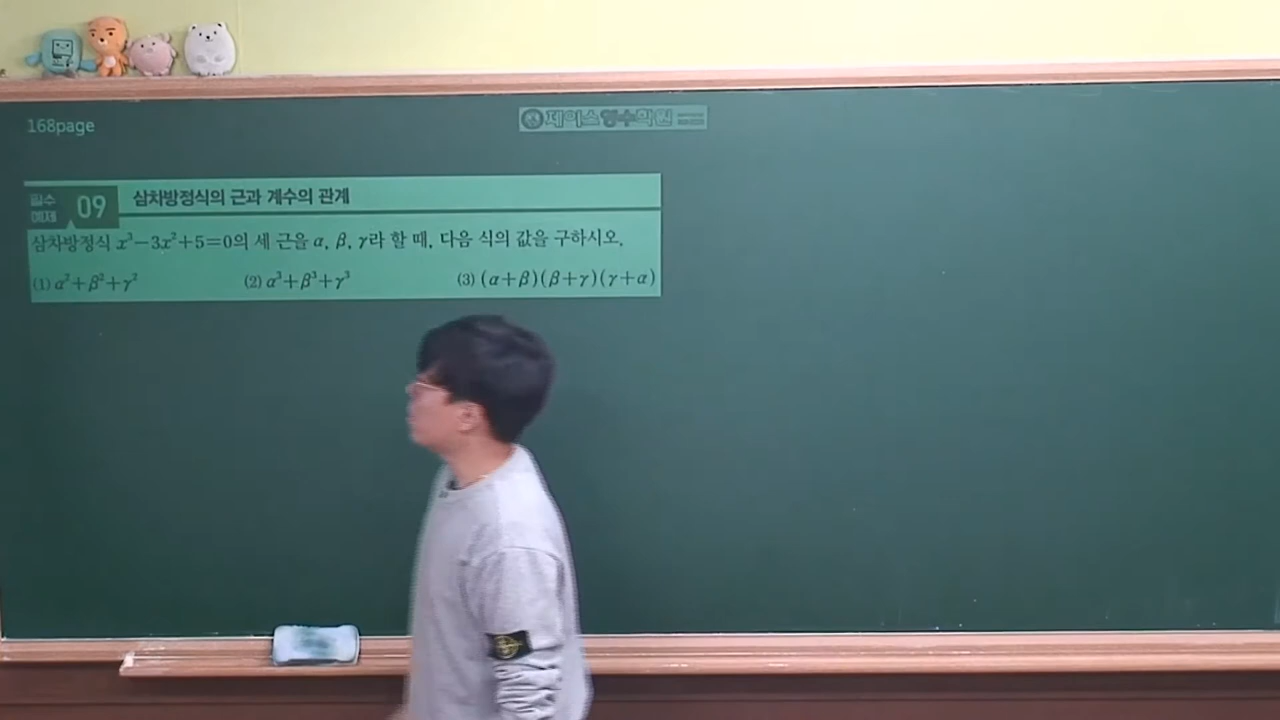 168page
제이스영수학원
필수 예제 09 삼차방정식의 근과 계수의 관계
삼차방정식 x³-3x²+5=0의 세 근을 α, β, γ라 할 때, 다음 식의 값을 구하시오.
(1) α²+β²+γ² (2) α³+β³+γ³ (3) (α+β)(β+γ)(γ+α)